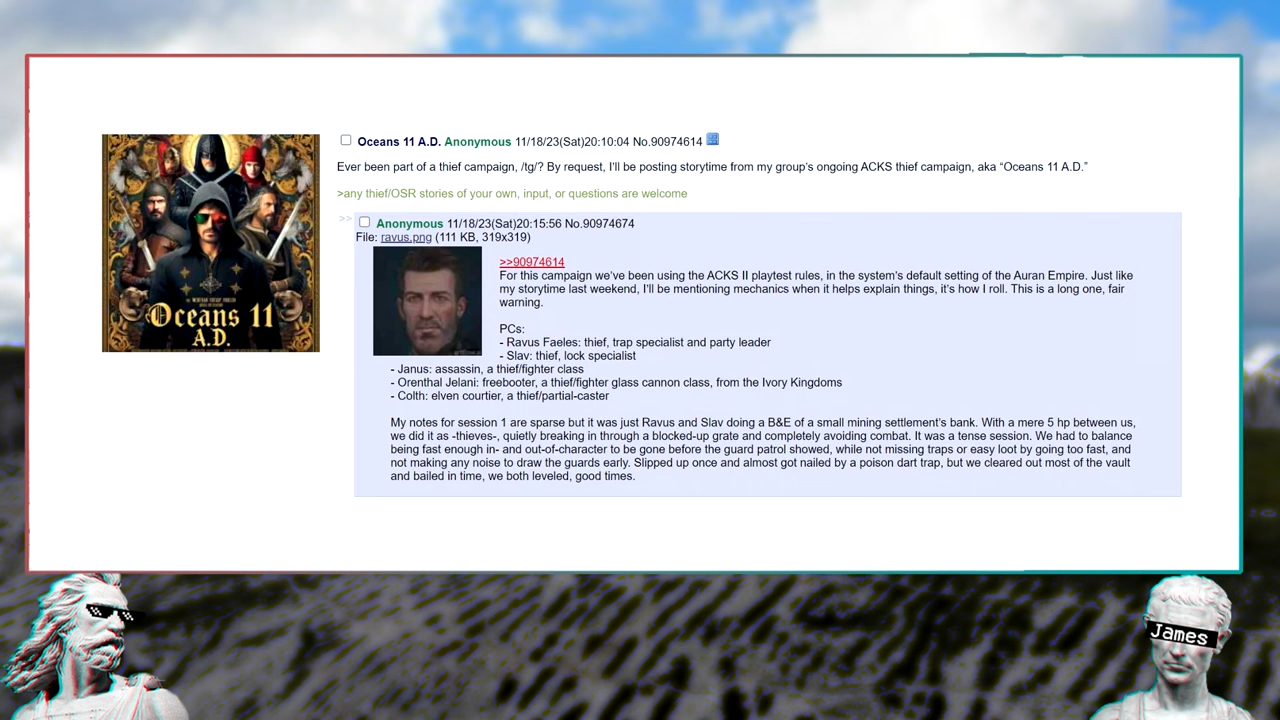 Oceans 11 A.D. Anonymous 11/18/23(Sat)20:10:04 No.90974614
Ever been part of a thief campaign, /tg/? By request, I'll be posting storytime from my group's ongoing ACKS thief campaign, aka “Oceans 11 A.D.”
>any thief/OSR stories of your own, input, or questions are welcome
Oceans 11
A.D.
>> Anonymous 11/18/23(Sat)20:15:56 No.90974674
File: ravus.png (111 KB, 319x319)
>>90974614
For this campaign we've been using the ACKS II playtest rules, in the system's default setting of the Auran Empire. Just like
my storytime last weekend, I'll be mentioning mechanics when it helps explain things, it's how I roll. This is a long one, fair
warning.
PCs:
- Ravus Faeles: thief, trap specialist and party leader
- Slav: thief, lock specialist
- Janus: assassin, a thief/fighter class
- Orenthal Jelani: freebooter, a thief/fighter glass cannon class, from the Ivory Kingdoms
- Colth: elven courtier, a thief/partial-caster
My notes for session 1 are sparse but it was just Ravus and Slav doing a B&E of a small mining settlement's bank. With a mere 5 hp between us,
we did it as -thieves-, quietly breaking in through a blocked-up grate and completely avoiding combat. It was a tense session. We had to balance
being fast enough in- and out-of-character to be gone before the guard patrol showed, while not missing traps or easy loot by going too fast, and
not making any noise to draw the guards early. Slipped up once and almost got nailed by a poison dart trap, but we cleared out most of the vault
and bailed in time, we both leveled, good times.
James